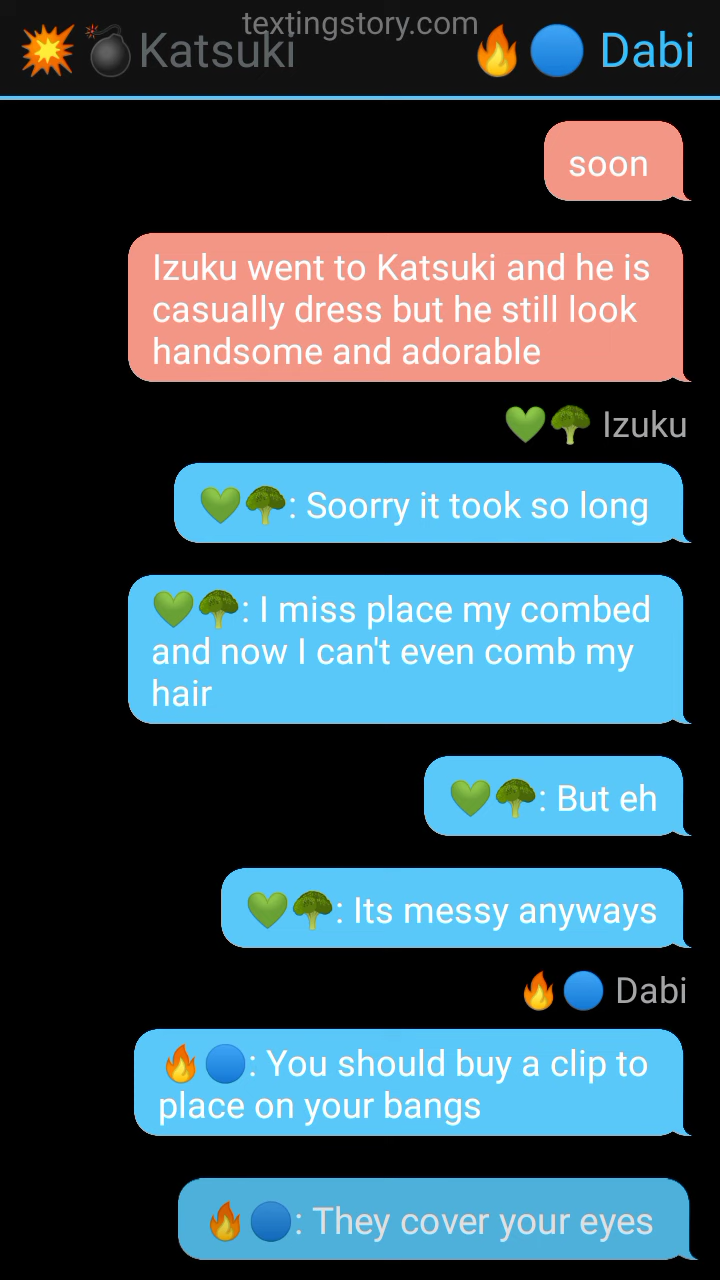 textingstory.com
💥💣Katsuki
🔥🔵 Dabi
soon
Izuku went to Katsuki and he is
casually dress but he still look
handsome and adorable
💚🥦 Izuku
💚🥦: Soorry it took so long
💚🥦: I miss place my combed
and now I can't even comb my
hair
💚🥦: But eh
💚🥦: Its messy anyways
🔥🔵 Dabi
🔥🔵: You should buy a clip to
place on your bangs
🔥🔵: They cover your eyes